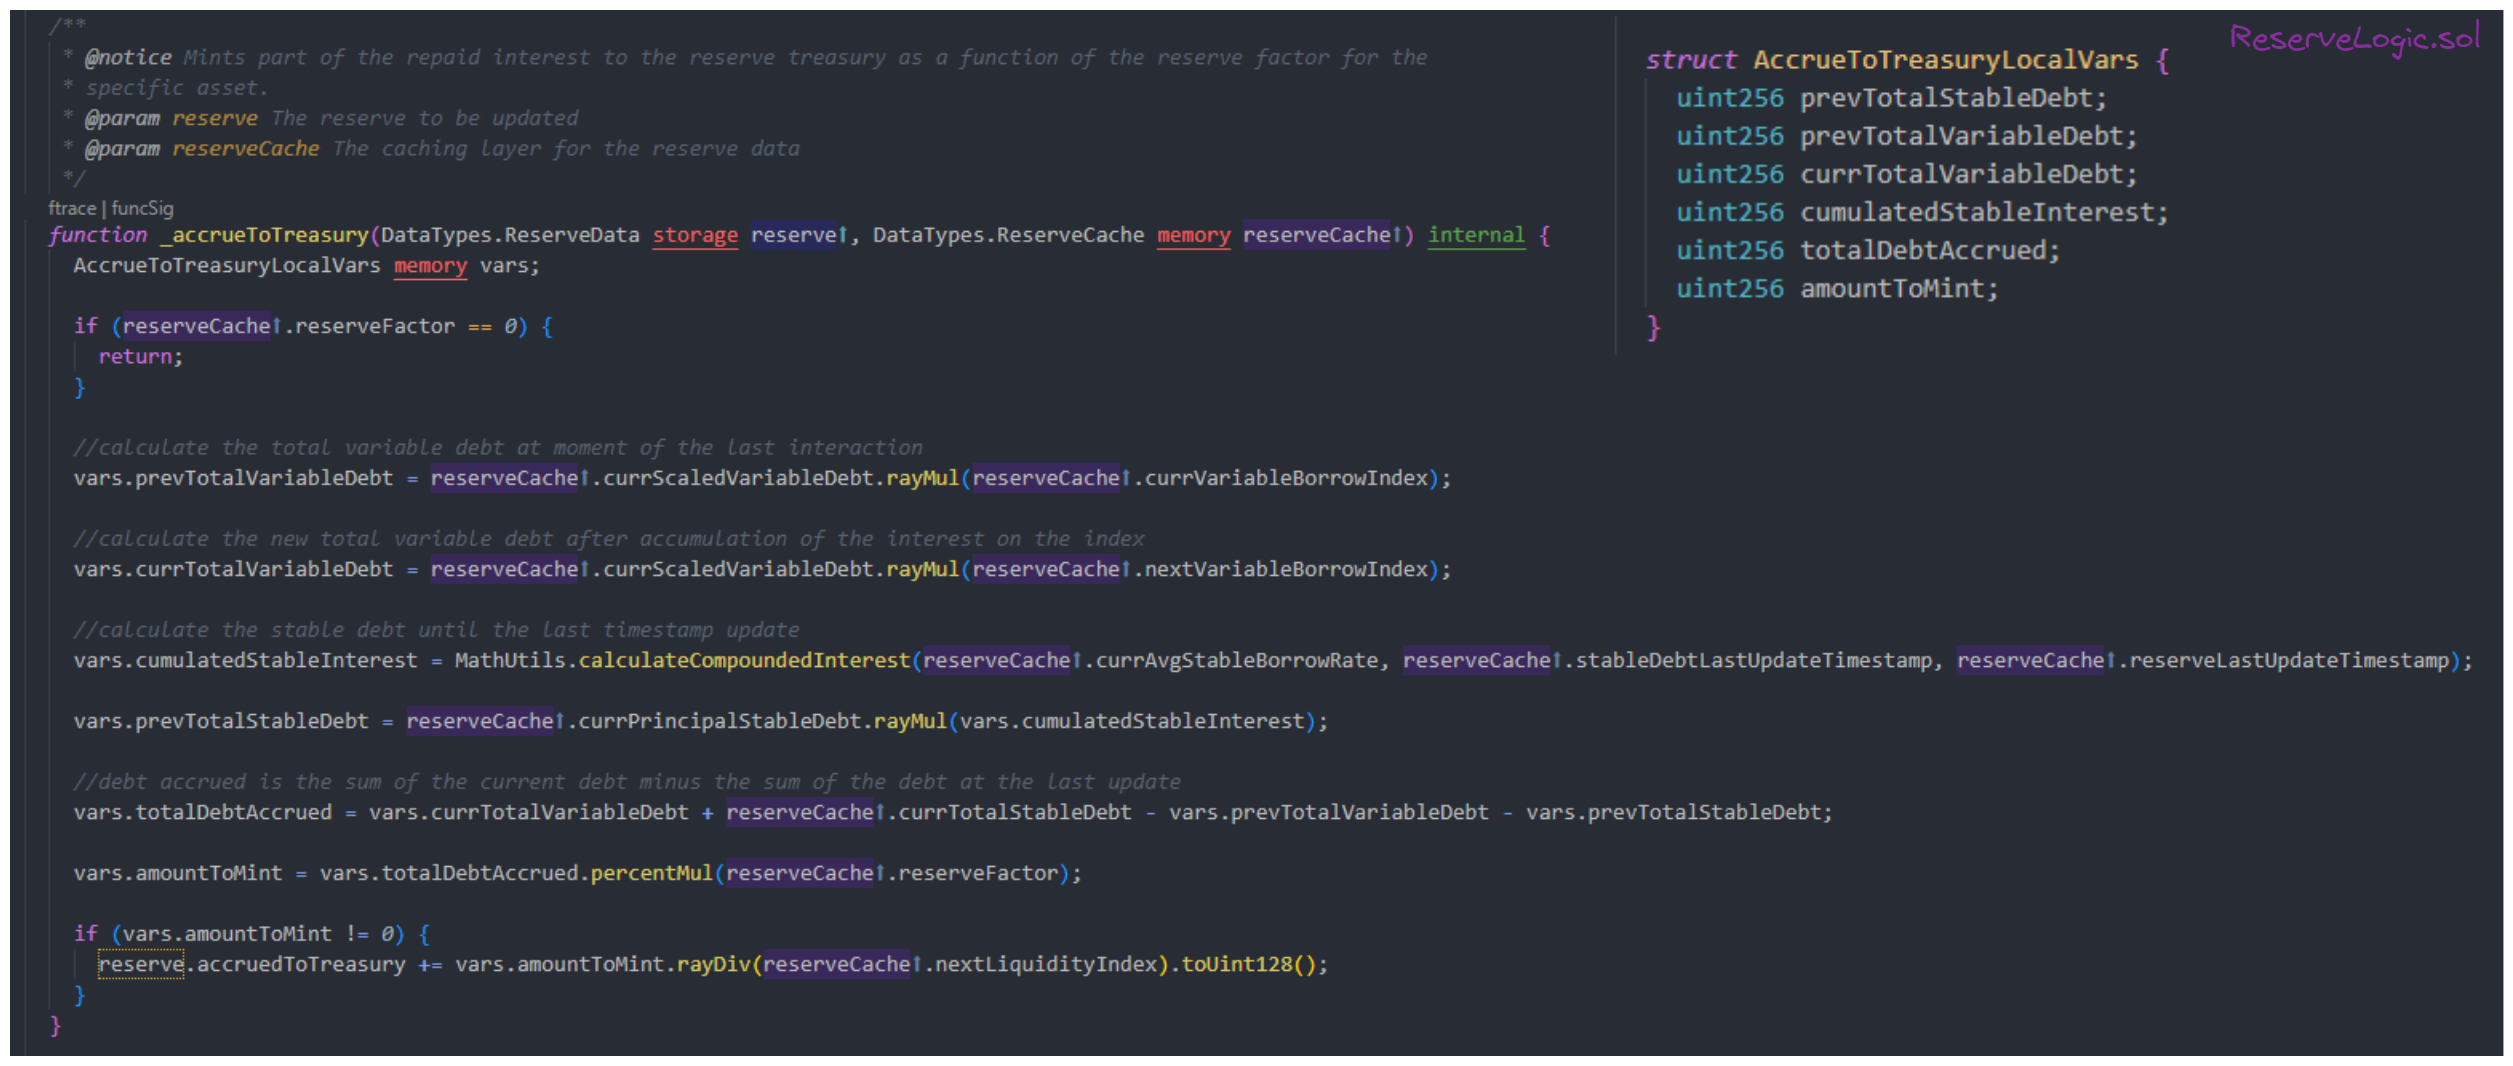 /**
* @notice Mints part of the repaid interest to the reserve treasury as a function of the reserve factor for the
* specific asset.
* @param reserve The reserve to be updated
* @param reserveCache The caching layer for the reserve data
*/
ftrace | funcSig
function _accrueToTreasury(DataTypes.ReserveData storage reserve↑, DataTypes.ReserveCache memory reserveCache↑) internal {
AccrueToTreasuryLocalVars memory vars;
if (reserveCache↑.reserveFactor == 0) {
return;
}
//calculate the total variable debt at moment of the last interaction
vars.prevTotalVariableDebt = reserveCache↑.currScaledVariableDebt.rayMul(reserveCache↑.currVariableBorrowIndex);
//calculate the new total variable debt after accumulation of the interest on the index
vars.currTotalVariableDebt = reserveCache↑.currScaledVariableDebt.rayMul(reserveCache↑.nextVariableBorrowIndex);
//calculate the stable debt until the last timestamp update
vars.cumulatedStableInterest = MathUtils.calculateCompoundedInterest(reserveCache↑.currAvgStableBorrowRate, reserveCache↑.stableDebtLastUpdateTimestamp, reserveCache↑.reserveLastUpdateTimestamp);
vars.prevTotalStableDebt = reserveCache↑.currPrincipalStableDebt.rayMul(vars.cumulatedStableInterest);
//debt accrued is the sum of the current debt minus the sum of the debt at the last update
vars.totalDebtAccrued = vars.currTotalVariableDebt + reserveCache↑.currTotalStableDebt - vars.prevTotalVariableDebt - vars.prevTotalStableDebt;
vars.amountToMint = vars.totalDebtAccrued.percentMul(reserveCache↑.reserveFactor);
if (vars.amountToMint != 0) {
reserve.accruedToTreasury += vars.amountToMint.rayDiv(reserveCache↑.nextLiquidityIndex).toUint128();
}
}
ReserveLogic.sol
struct AccrueToTreasuryLocalVars {
uint256 prevTotalStableDebt;
uint256 prevTotalVariableDebt;
uint256 currTotalVariableDebt;
uint256 cumulatedStableInterest;
uint256 totalDebtAccrued;
uint256 amountToMint;
}